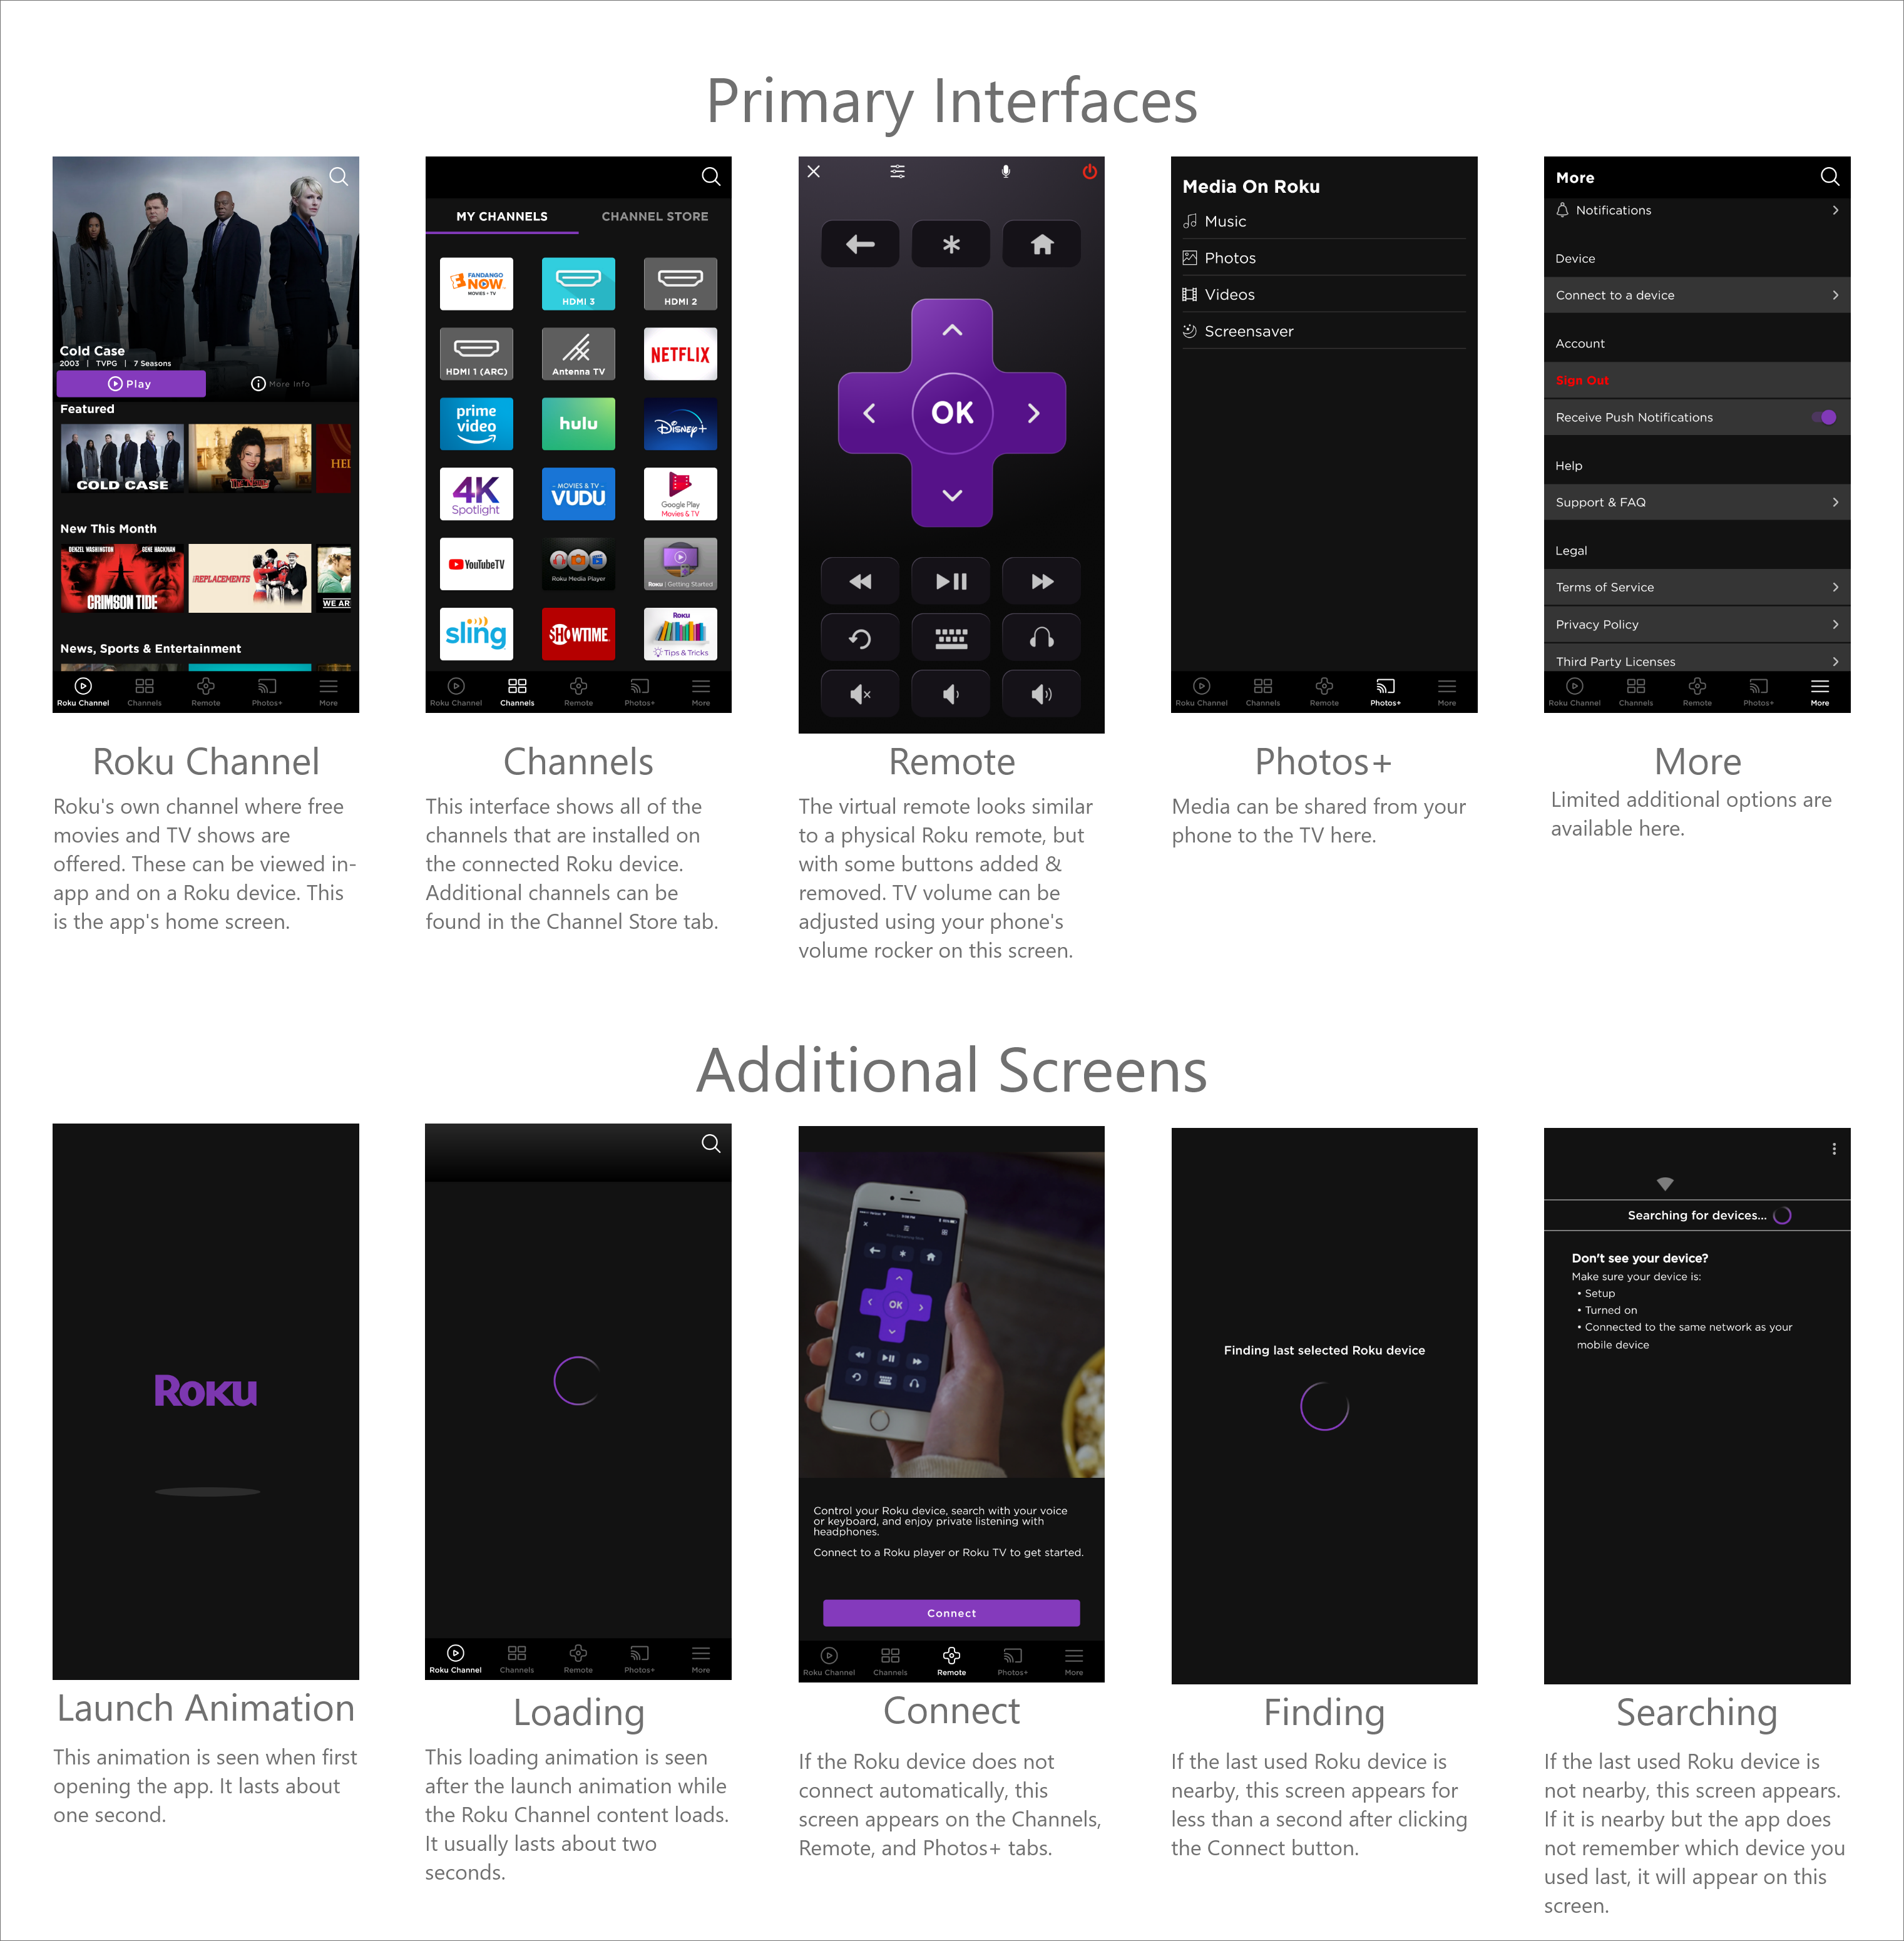 Primary Interfaces
Cold Case
2003 | TVPG | 7 Seasons
Play
More Info
Featured
COLD CASE
HEL
New This Month
DENZEL WASHINGTON GENE HACKMAN
CRIMSON TIDE
REPLACEMENTS
WE AR
News, Sports & Entertainment
Roku Channel Channels Remote Photos+ More
MY CHANNELS CHANNEL STORE
FANDANGO
NOW
MOVIES + TV
HDMI 3
HDMI 2
HDMI 1 (ARC)
Antenna TV
NETFLIX
prime
video
hulu
Disney+
4K
Spotlight
MOVIES & TV
VUDU
Google Play
Movies & TV
YouTubeTV
Roku Media Player
Roku | Getting Started
sling
SHOWTIME
Roku
Tips & Tricks
Roku Channel Channels Remote Photos+ More
OK
Media On Roku
Music
Photos
Videos
Screensaver
Roku Channel Channels Remote Photos+ More
More
Notifications
Device
Connect to a device
Account
Sign Out
Receive Push Notifications
Help
Support & FAQ
Legal
Terms of Service
Privacy Policy
Third Party Licenses
Roku Channel Channels Remote Photos+ More
Roku Channel
Roku's own channel where free
movies and TV shows are
offered. These can be viewed in-
app and on a Roku device. This
is the app's home screen.
Channels
This interface shows all of the
channels that are installed on
the connected Roku device.
Additional channels can be
found in the Channel Store tab.
Remote
The virtual remote looks similar
to a physical Roku remote, but
with some buttons added &
removed. TV volume can be
adjusted using your phone's
volume rocker on this screen.
Photos+
Media can be shared from your
phone to the TV here.
More
Limited additional options are
available here.
Additional Screens
Roku
Roku Channel Channels Remote Photos+ More
OK
Control your Roku device, search with your voice
or keyboard, and enjoy private listening with
headphones.
Connect to a Roku player or Roku TV to get started.
Connect
Roku Channel Channels Remote Photos+ More
Finding last selected Roku device
Searching for devices...
Don't see your device?
Make sure your device is:
• Setup
• Turned on
• Connected to the same network as your
mobile device
Launch Animation
This animation is seen when first
opening the app. It lasts about
one second.
Loading
This loading animation is seen
after the launch animation while
the Roku Channel content loads.
It usually lasts about two
seconds.
Connect
If the Roku device does not
connect automatically, this
screen appears on the Channels,
Remote, and Photos+ tabs.
Finding
If the last used Roku device is
nearby, this screen appears for
less than a second after clicking
the Connect button.
Searching
If the last used Roku device is
not nearby, this screen appears.
If it is nearby but the app does
not remember which device you
used last, it will appear on this
screen.